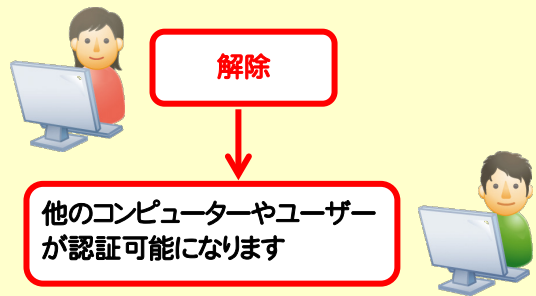 解除
他のコンピューターやユーザー
が認証可能になります